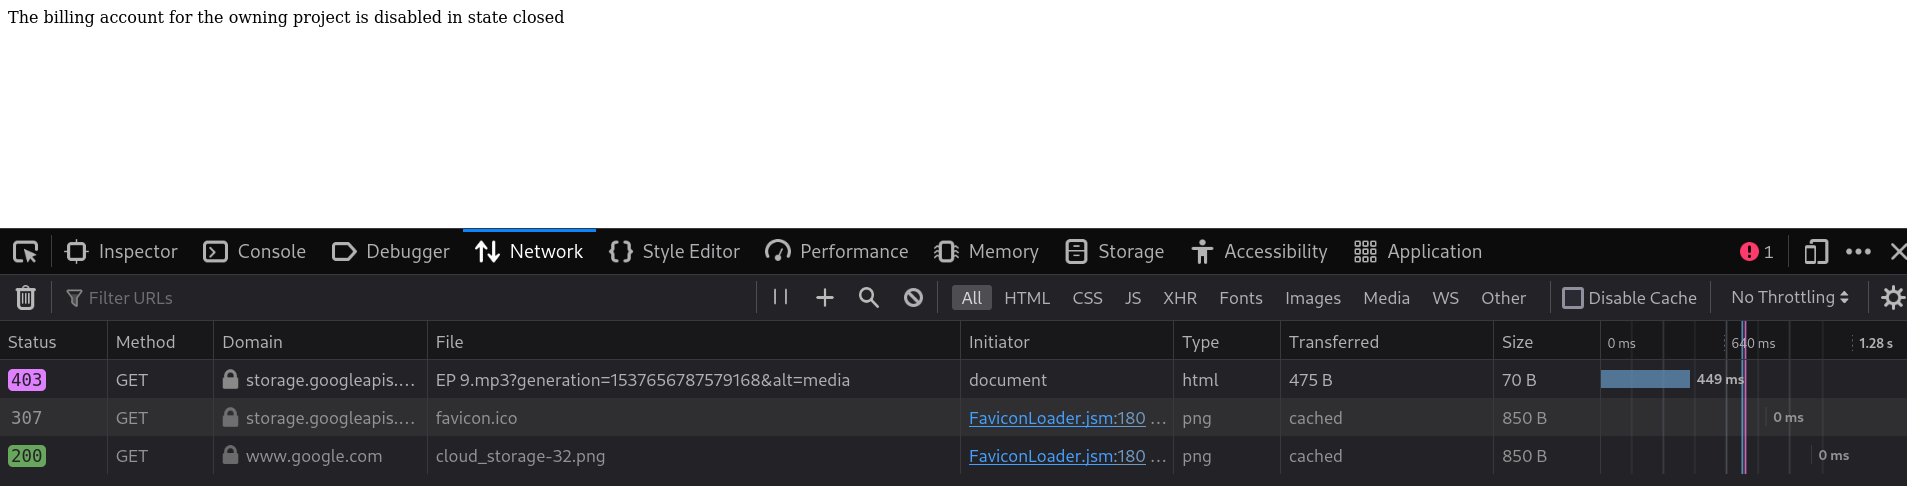 The billing account for the owning project is disabled in state closed
Inspector Console Debugger Network Style Editor Performance Memory Storage Accessibility Application 1
Filter URLs All HTML CSS JS XHR Fonts Images Media WS Other Disable Cache No Throttling
Status Method Domain File Initiator Type Transferred Size 0 ms 640 ms 1.28 s
403 GET storage.googleapis.... EP 9.mp3?generation=1537656787579168&alt=media document html 475 B 70 B 449 ms
307 GET storage.googleapis.... favicon.ico FaviconLoader.jsm:180 ... png cached 850 B 0 ms
200 GET www.google.com cloud_storage-32.png FaviconLoader.jsm:180 ... png cached 850 B 0 ms